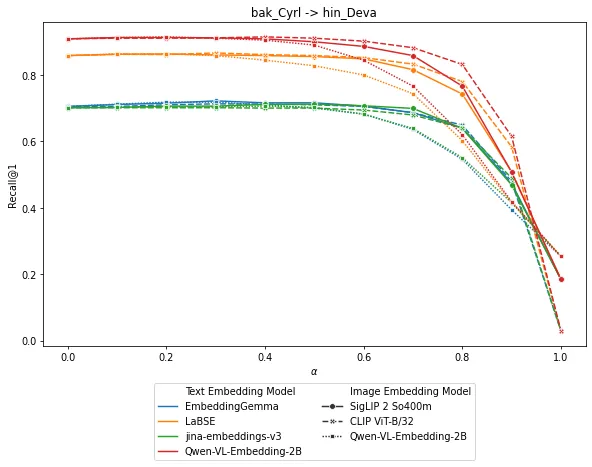 bak_Cyrl -> hin_Deva
Recall@1
0.8
0.6
0.4
0.2
0.0
0.0 0.2 0.4 0.6 0.8 1.0
α
Text Embedding Model Image Embedding Model
EmbeddingGemma SigLIP 2 So400m
LaBSE CLIP ViT-B/32
jina-embeddings-v3 Qwen-VL-Embedding-2B
Qwen-VL-Embedding-2B